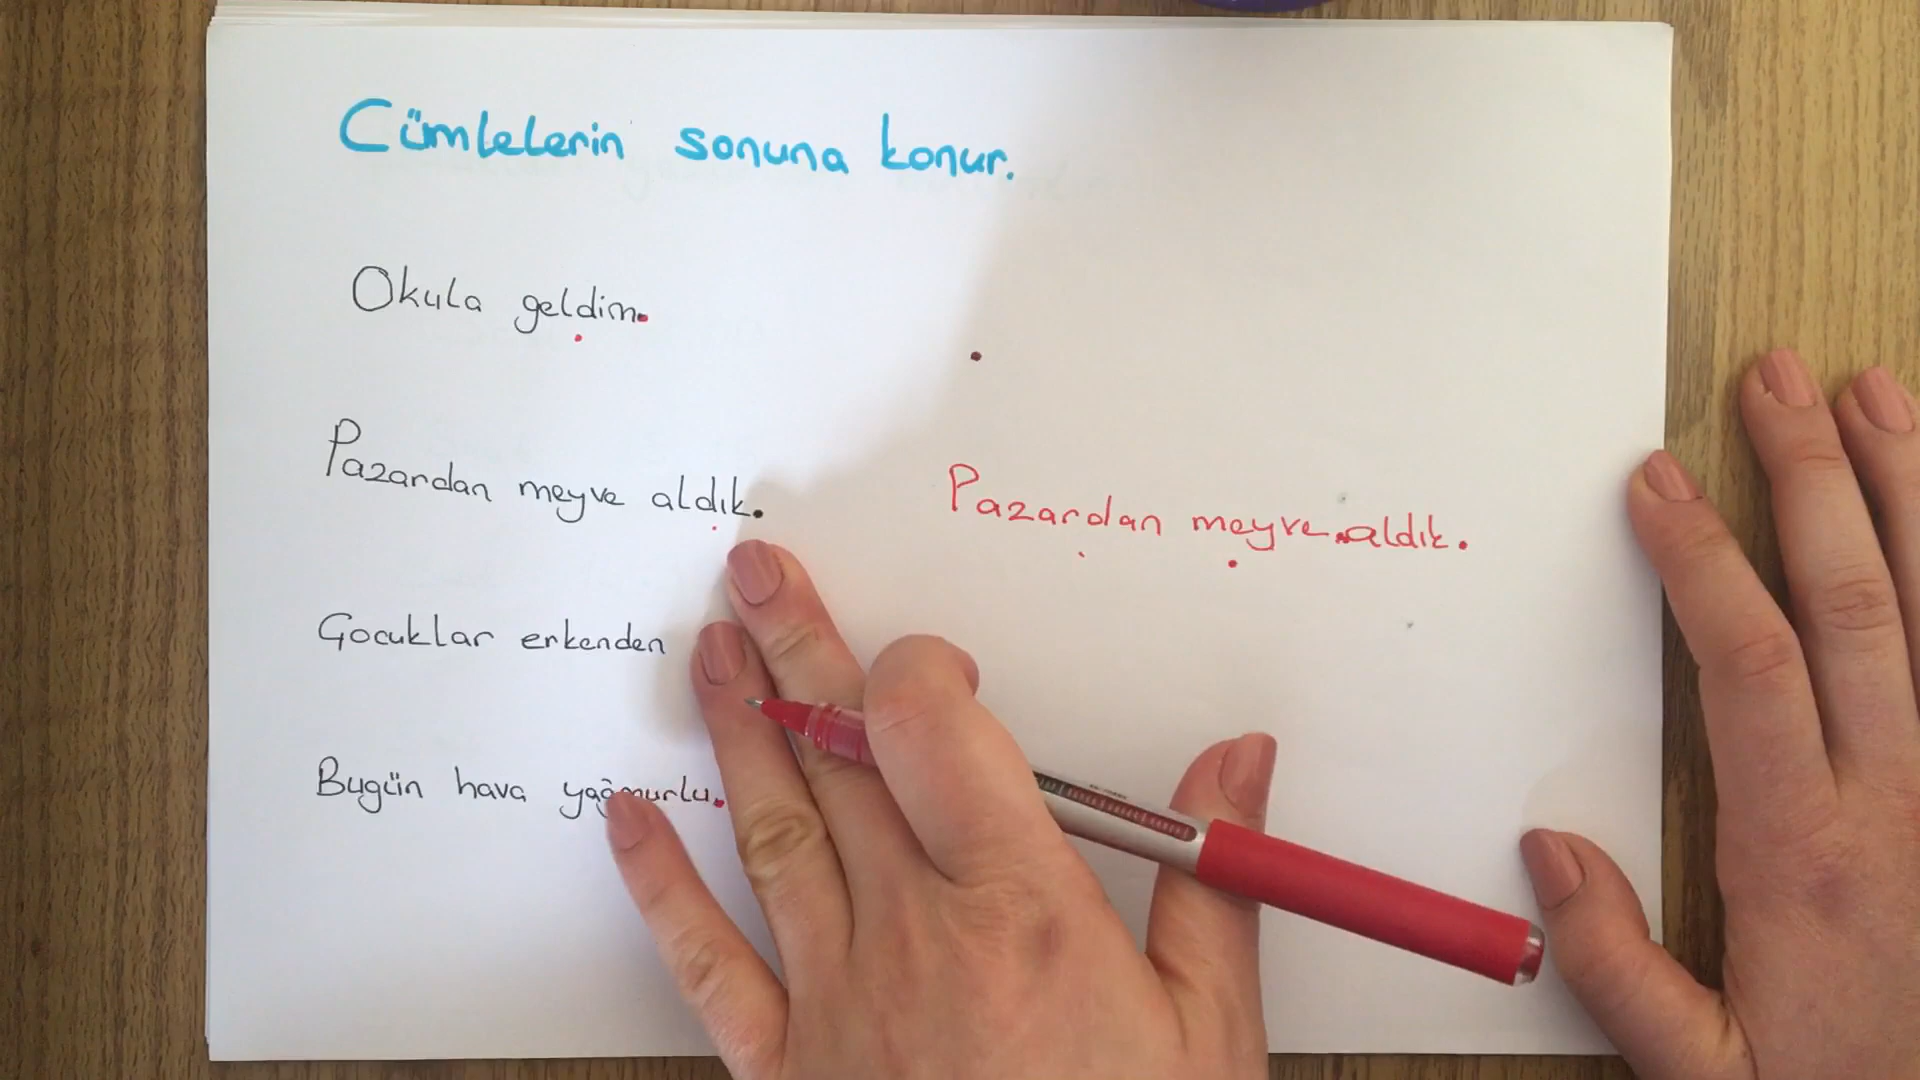 Cümlelerin sonuna konur.
Okula geldim.
Pazardan meyve aldık.
Pazardan meyve.aldık.
Çocuklar erkenden
Bugün hava yağmurlu.